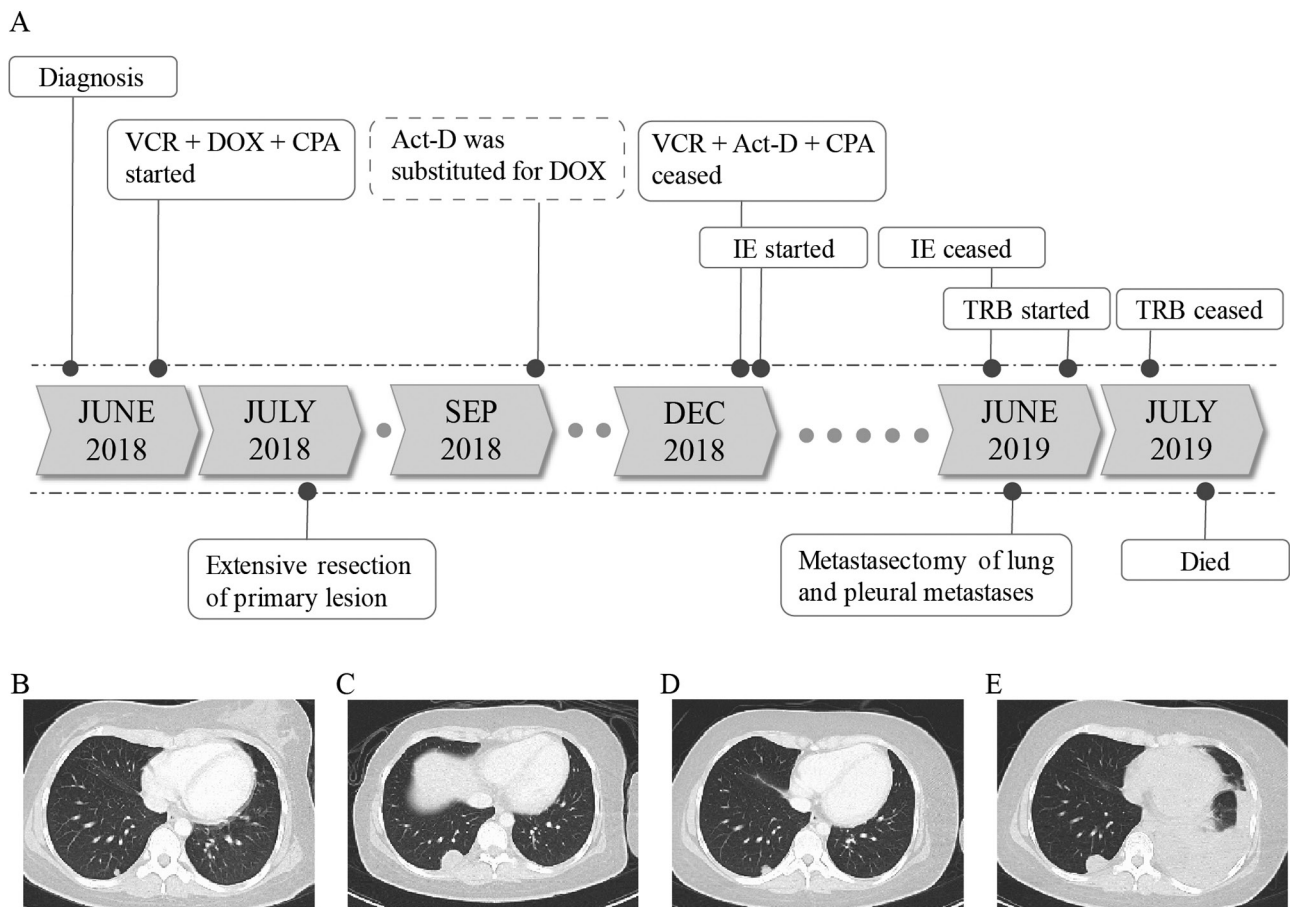 A
Diagnosis
VCR + DOX + CPA
started
Act-D was
substituted for DOX
VCR + Act-D + CPA
ceased
IE started
IE ceased
TRB started
TRB ceased
JUNE
2018
JULY
2018
SEP
2018
DEC
2018
JUNE
2019
JULY
2019
Extensive resection
of primary lesion
Metastasectomy of lung
and pleural metastases
Died
B
C
D
E